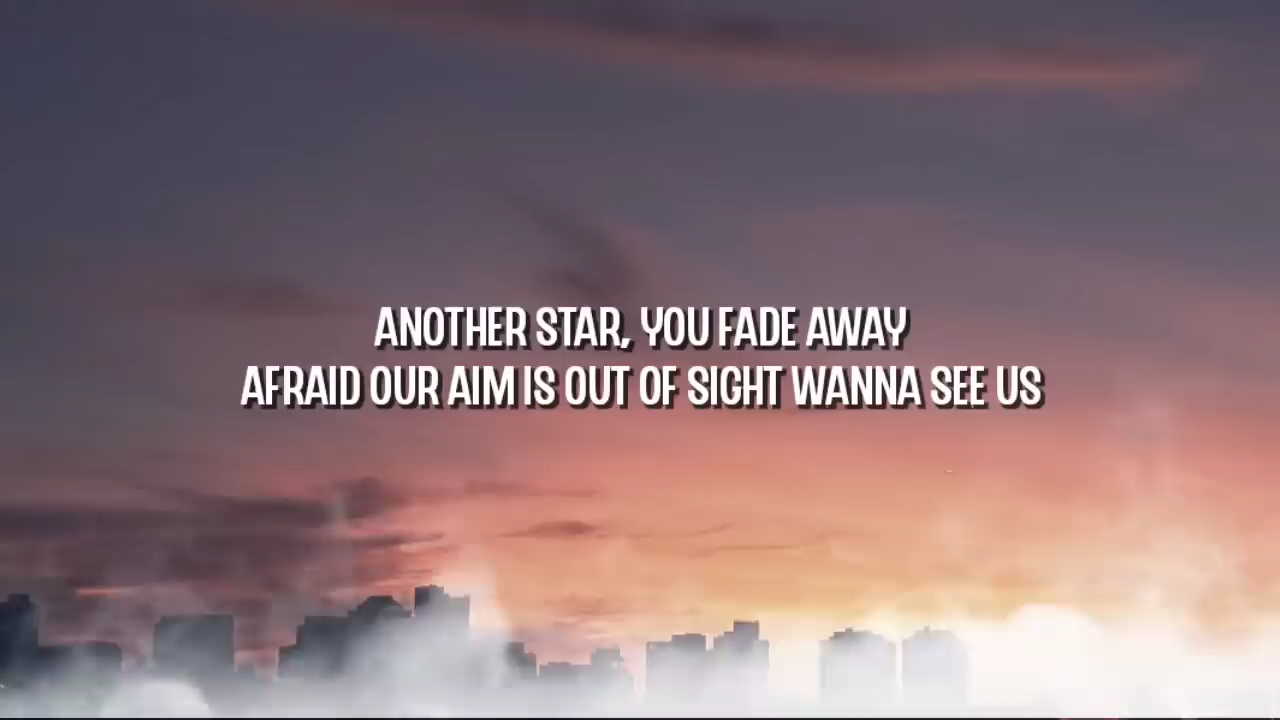 ANOTHER STAR, YOU FADE AWAY
AFRAID OUR AIM IS OUT OF SIGHT WANNA SEE US